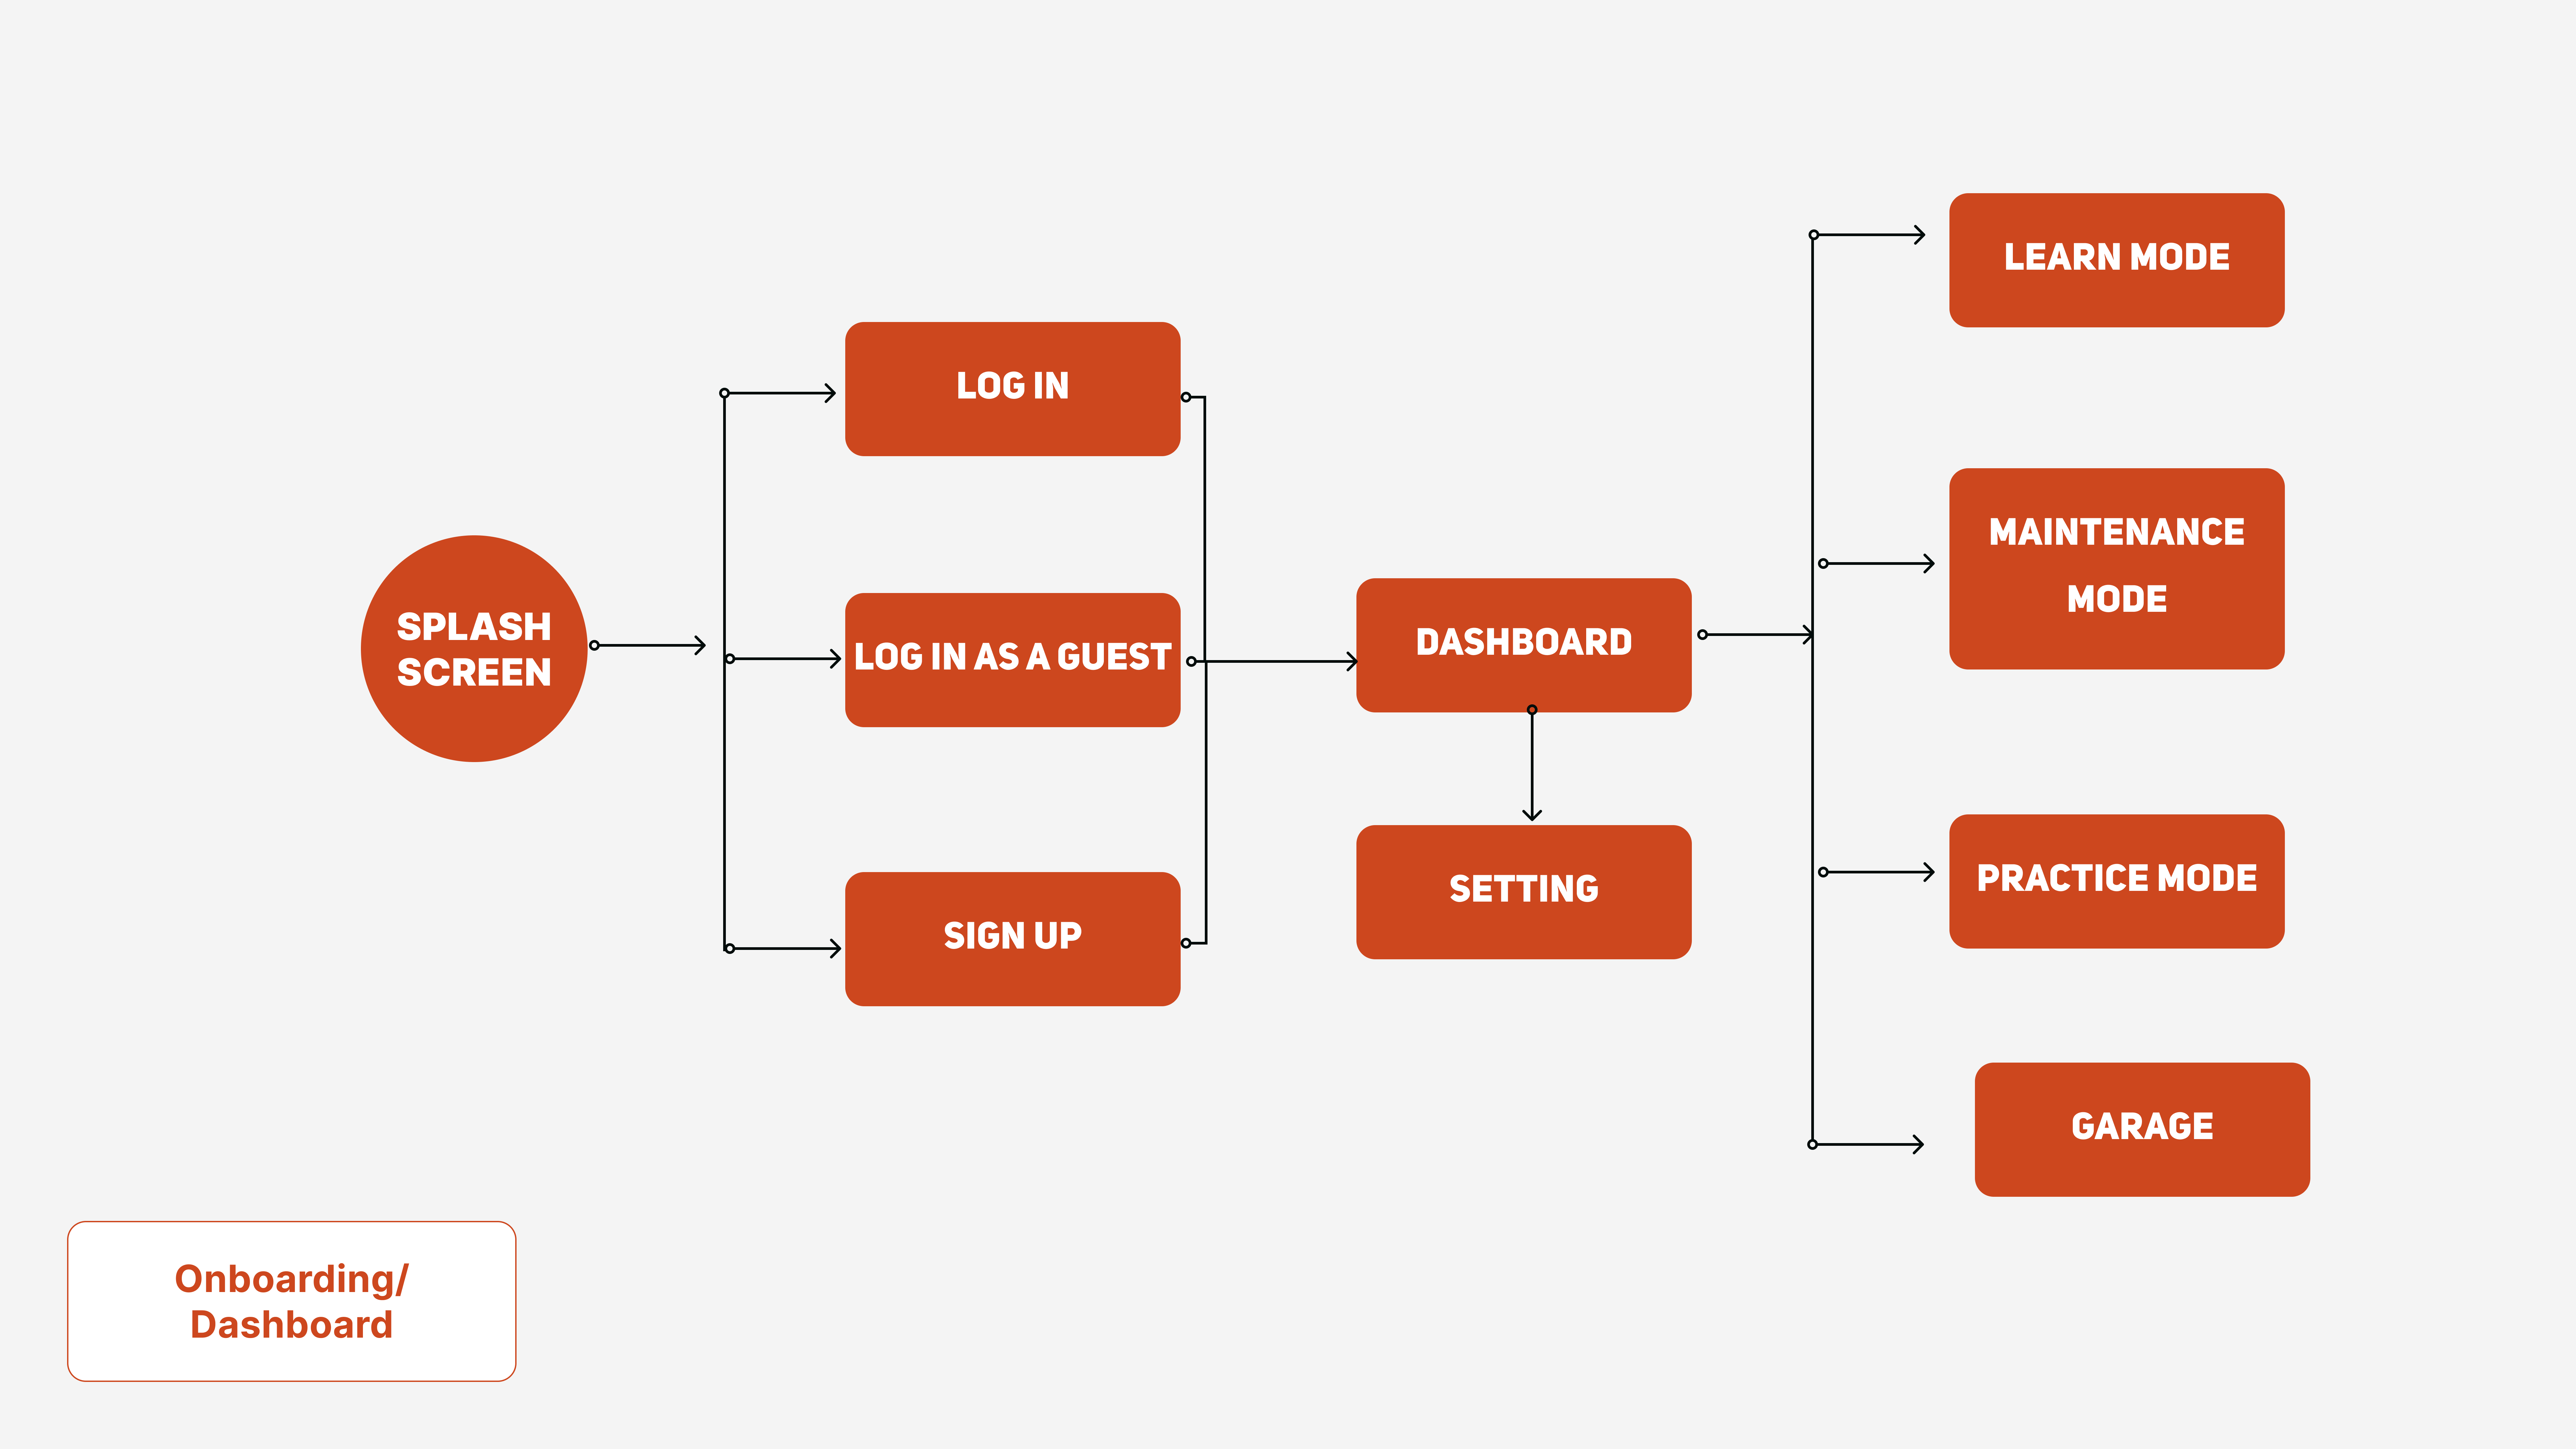 SPLASH
SCREEN
LOG IN
LOG IN AS A GUEST
SIGN UP
DASHBOARD
SETTING
LEARN MODE
MAINTENANCE
MODE
PRACTICE MODE
GARAGE
Onboarding/
Dashboard